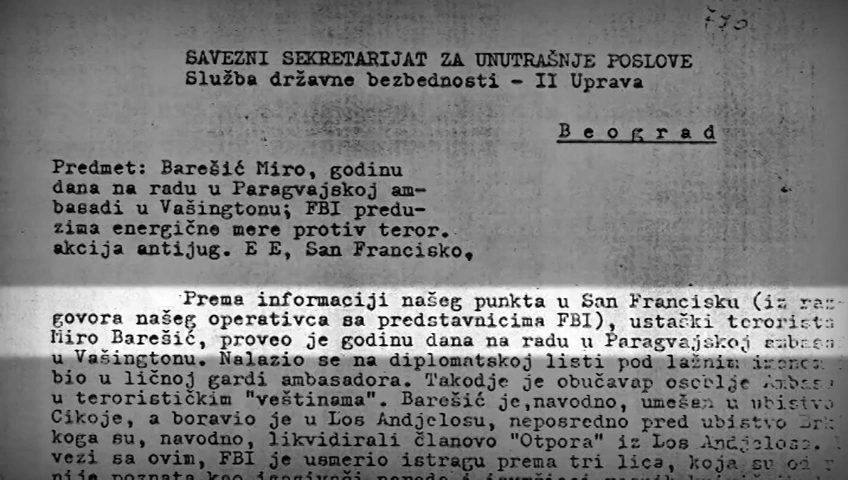 SAVEZNI SEKRETARIJAT ZA UNUTRAŠNJE POSLOVE
Služba državne bezbednosti - II Uprava
Beograd
Predmet: Barešić Miro, godinu
dana na radu u Paragvajskoj am-
basadi u Vašingtonu; FBI predu-
zima energične mere protiv teror.
akcija antijug. E E, San Francisko,
Prema informaciji našeg punkta u San Francisku (iz raz-
govora našeg operativca sa predstavnicima FBI), ustaški terorista
Miro Barešić, proveo je godinu dana na radu u Paragvajskoj
u Vašingtonu. Nalazio se na diplomatskoj listi pod lažnim
bio u ličnoj gardi ambasadora. Takodje je obučavap osoblje
u terorističkim "veštinama". Barešić je,navodno, umešan u ubistvo
Cikoje, a boravio je u Los Andjelosu, neposredno pred ubistvo
koga su, navodno, likvidirali članovo "Otpora" iz Los Andjelosa.
vezi sa ovim, FBI je usmerio istragu prema tri lica, koja su od